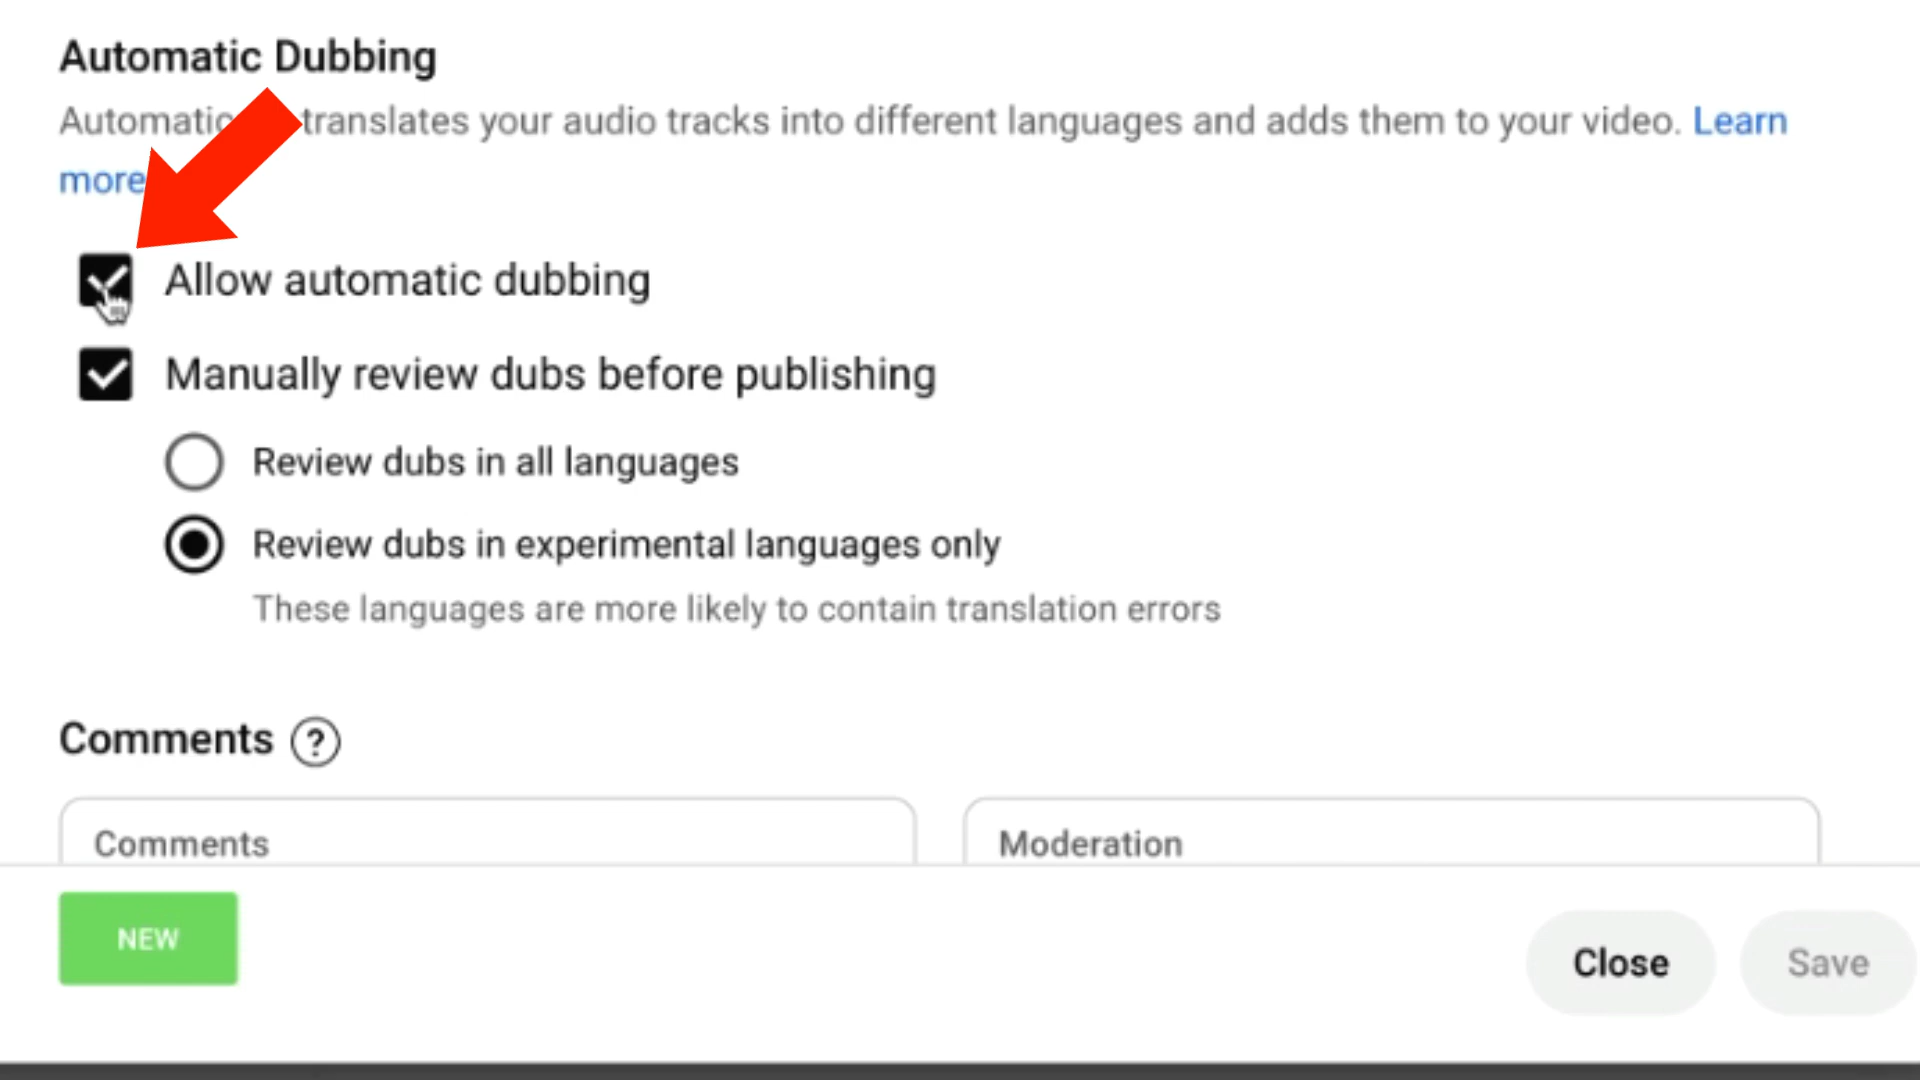 Automatic Dubbing
Automatic translates your audio tracks into different languages and adds them to your video. Learn
more
Allow automatic dubbing
Manually review dubs before publishing
Review dubs in all languages
Review dubs in experimental languages only
These languages are more likely to contain translation errors
Comments ?
Comments
Moderation
NEW
Close
Save